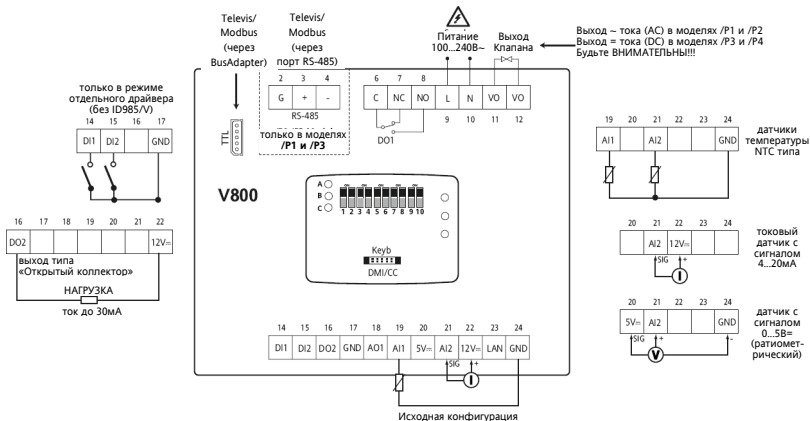 Televis/
Modbus
(через
BusAdapter)
Televis/
Modbus
(через
порт RS-485)
Питание
100...240В~
Выход
Клапана
Выход ~ тока (AC) в моделях /P1 и /P2
Выход = тока (DC) в моделях /P3 и /P4
Будьте ВНИМАТЕЛЬНЫ!!!
2 3 4
G + -
RS-485
только в моделях
/P1 и /P3
TTL
6 7 8
C NC NO L N VO VO
9 10 11 12
DO1
только в режиме
отдельного драйвера
(без ID985/V)
14 15 16 17
DI1 DI2 GND
16 17 18 19 20 21 22
DO2 12V=
выход типа
«Открытый коллектор»
НАГРУЗКА
ток до 30мА
V800
A
B
C
ON ON ON ON
1 2 3 4 5 6 7 8 9 10
Keyb
DMI/CC
14 15 16 17 18 19 20 21 22 23 24
DI1 DI2 DO2 GND AO1 AI1 5V= AI2 12V= LAN GND
SIG +
I
Исходная конфигурация
19 20 21 22 23 24
AI1 AI2 GND
датчики
температуры
NTC типа
20 21 22 23 24
AI2 12V=
SIG +
I
токовый
датчик с
сигналом
4...20мА
20 21 22 23 24
5V= AI2 GND
SIG + -
V
датчик с
сигналом
0...5В=
(ратиомет-
рический)